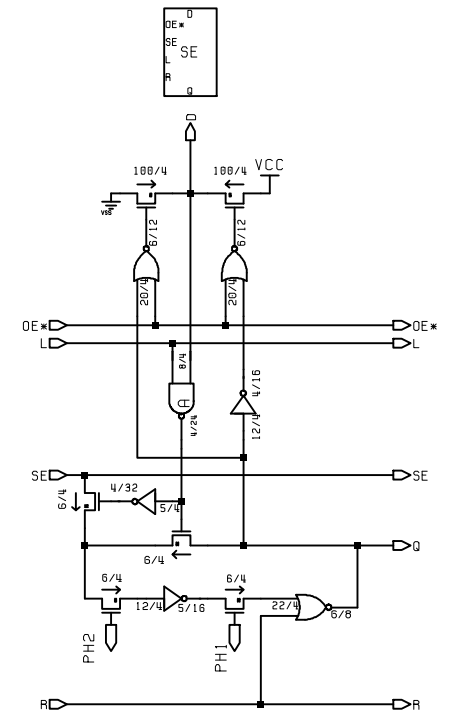 D
OE*
SE
SE
L
R
Q
D
100/4
100/4
VCC
VSS
6/12
6/12
20/4
20/4
OE*
OE*
L
L
8/4
4/16
4/24
12/4
SE
SE
4/32
6/4
5/4
Q
6/4
6/4
6/4
12/4
5/16
22/4
6/8
PH2
PH1
R
R